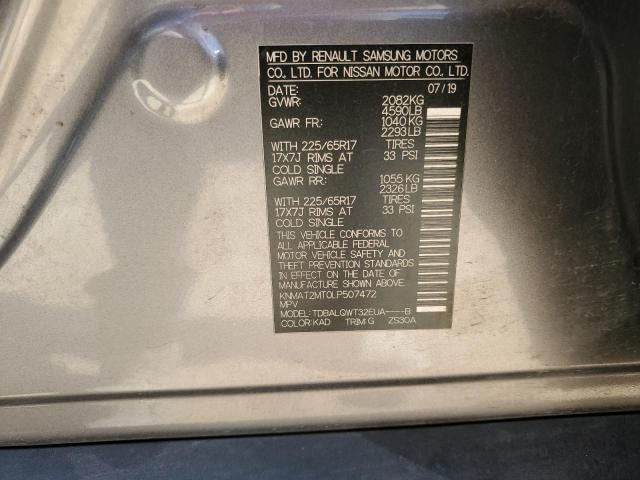 MFD BY RENAULT SAMSUNG MOTORS
CO., LTD. FOR NISSAN MOTOR CO., LTD.
DATE: 07/19
GVWR: 2082KG
4590LB
GAWR FR: 1040KG
2293LB
WITH 225/65R17 TIRES
17X7J RIMS AT 33 PSI
COLD SINGLE
GAWR RR: 1055 KG
2326LB
WITH 225/65R17 TIRES
17X7J RIMS AT 33 PSI
COLD SINGLE
THIS VEHICLE CONFORMS TO
ALL APPLICABLE FEDERAL
MOTOR VEHICLE SAFETY AND
THEFT PREVENTION STANDARDS
IN EFFECT ON THE DATE OF
MANUFACTURE SHOWN ABOVE.
KNMAT2MT0LP507472
MPV
MODEL: TDBALQWT32EUA----B
COLOR:KAD TRIM:G ZS30A